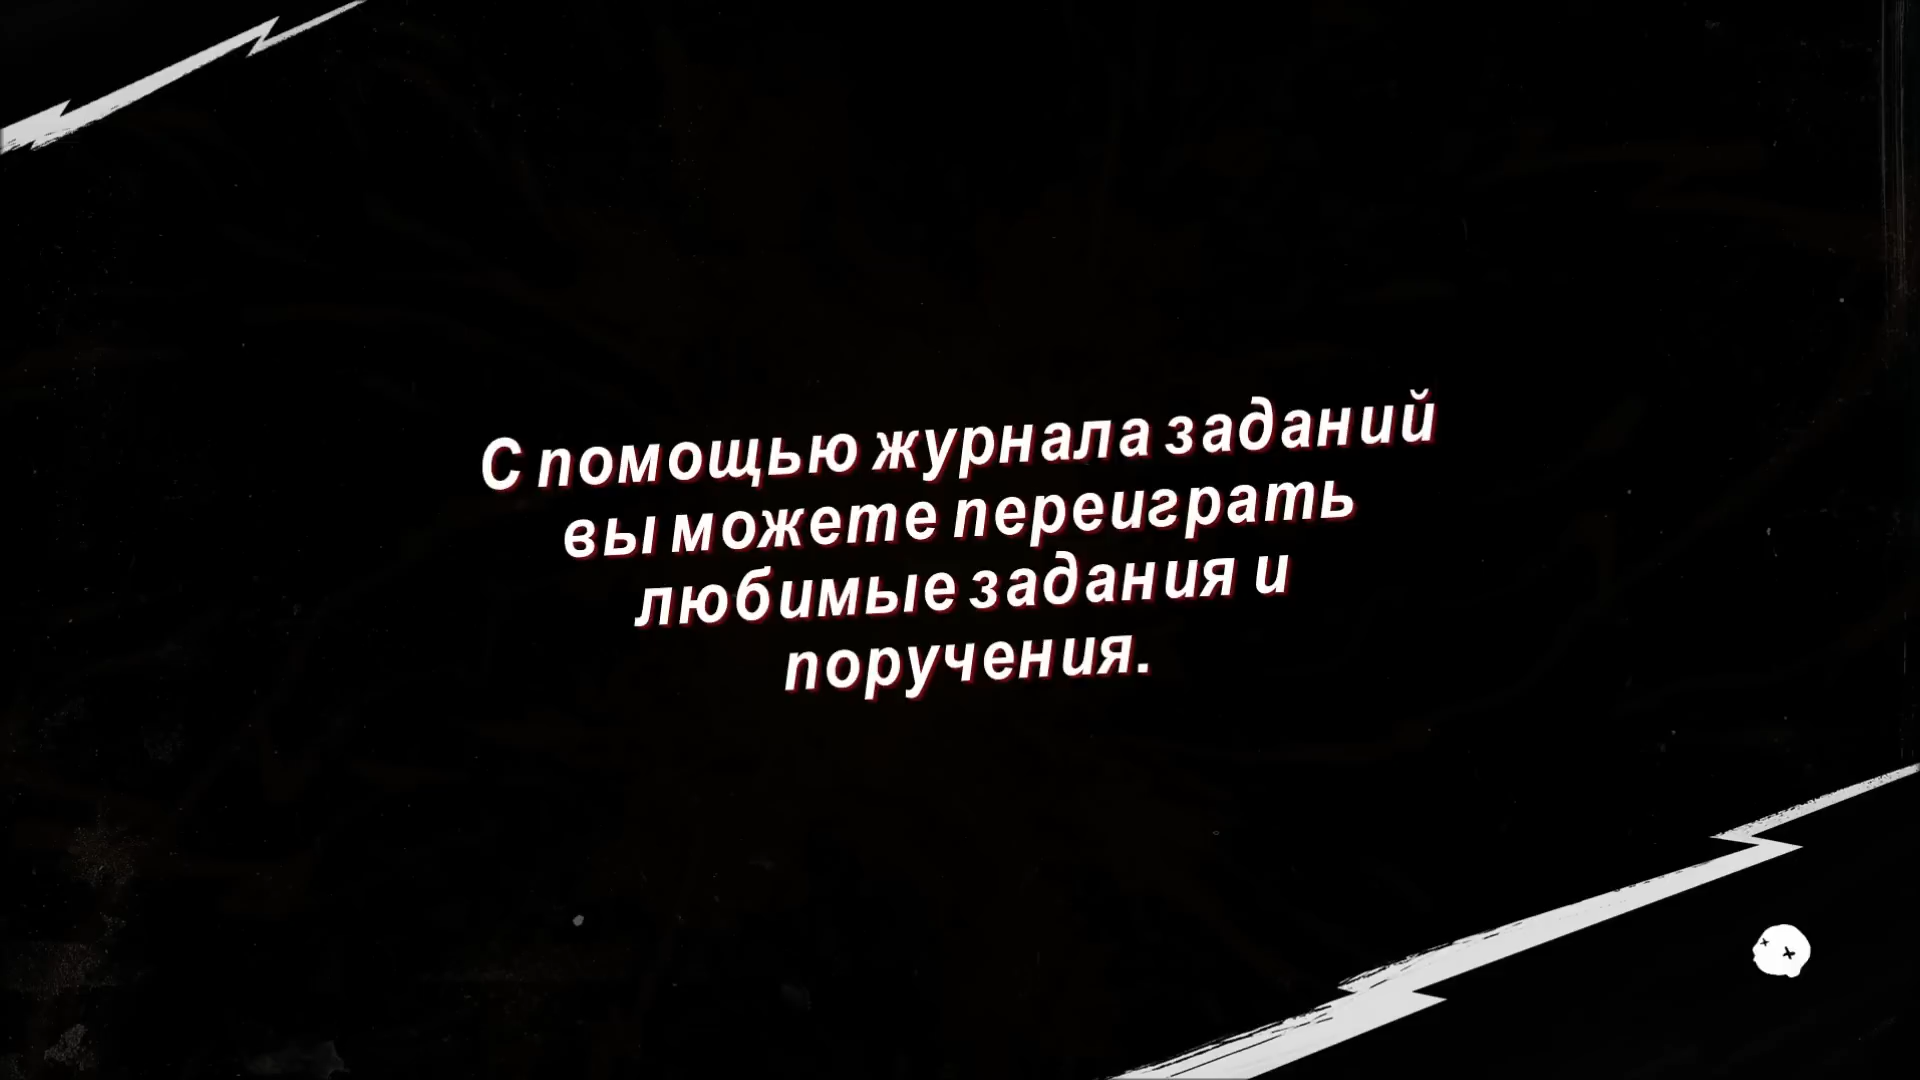 С помощью журнала заданий
вы можете переиграть
любимые задания и
поручения.